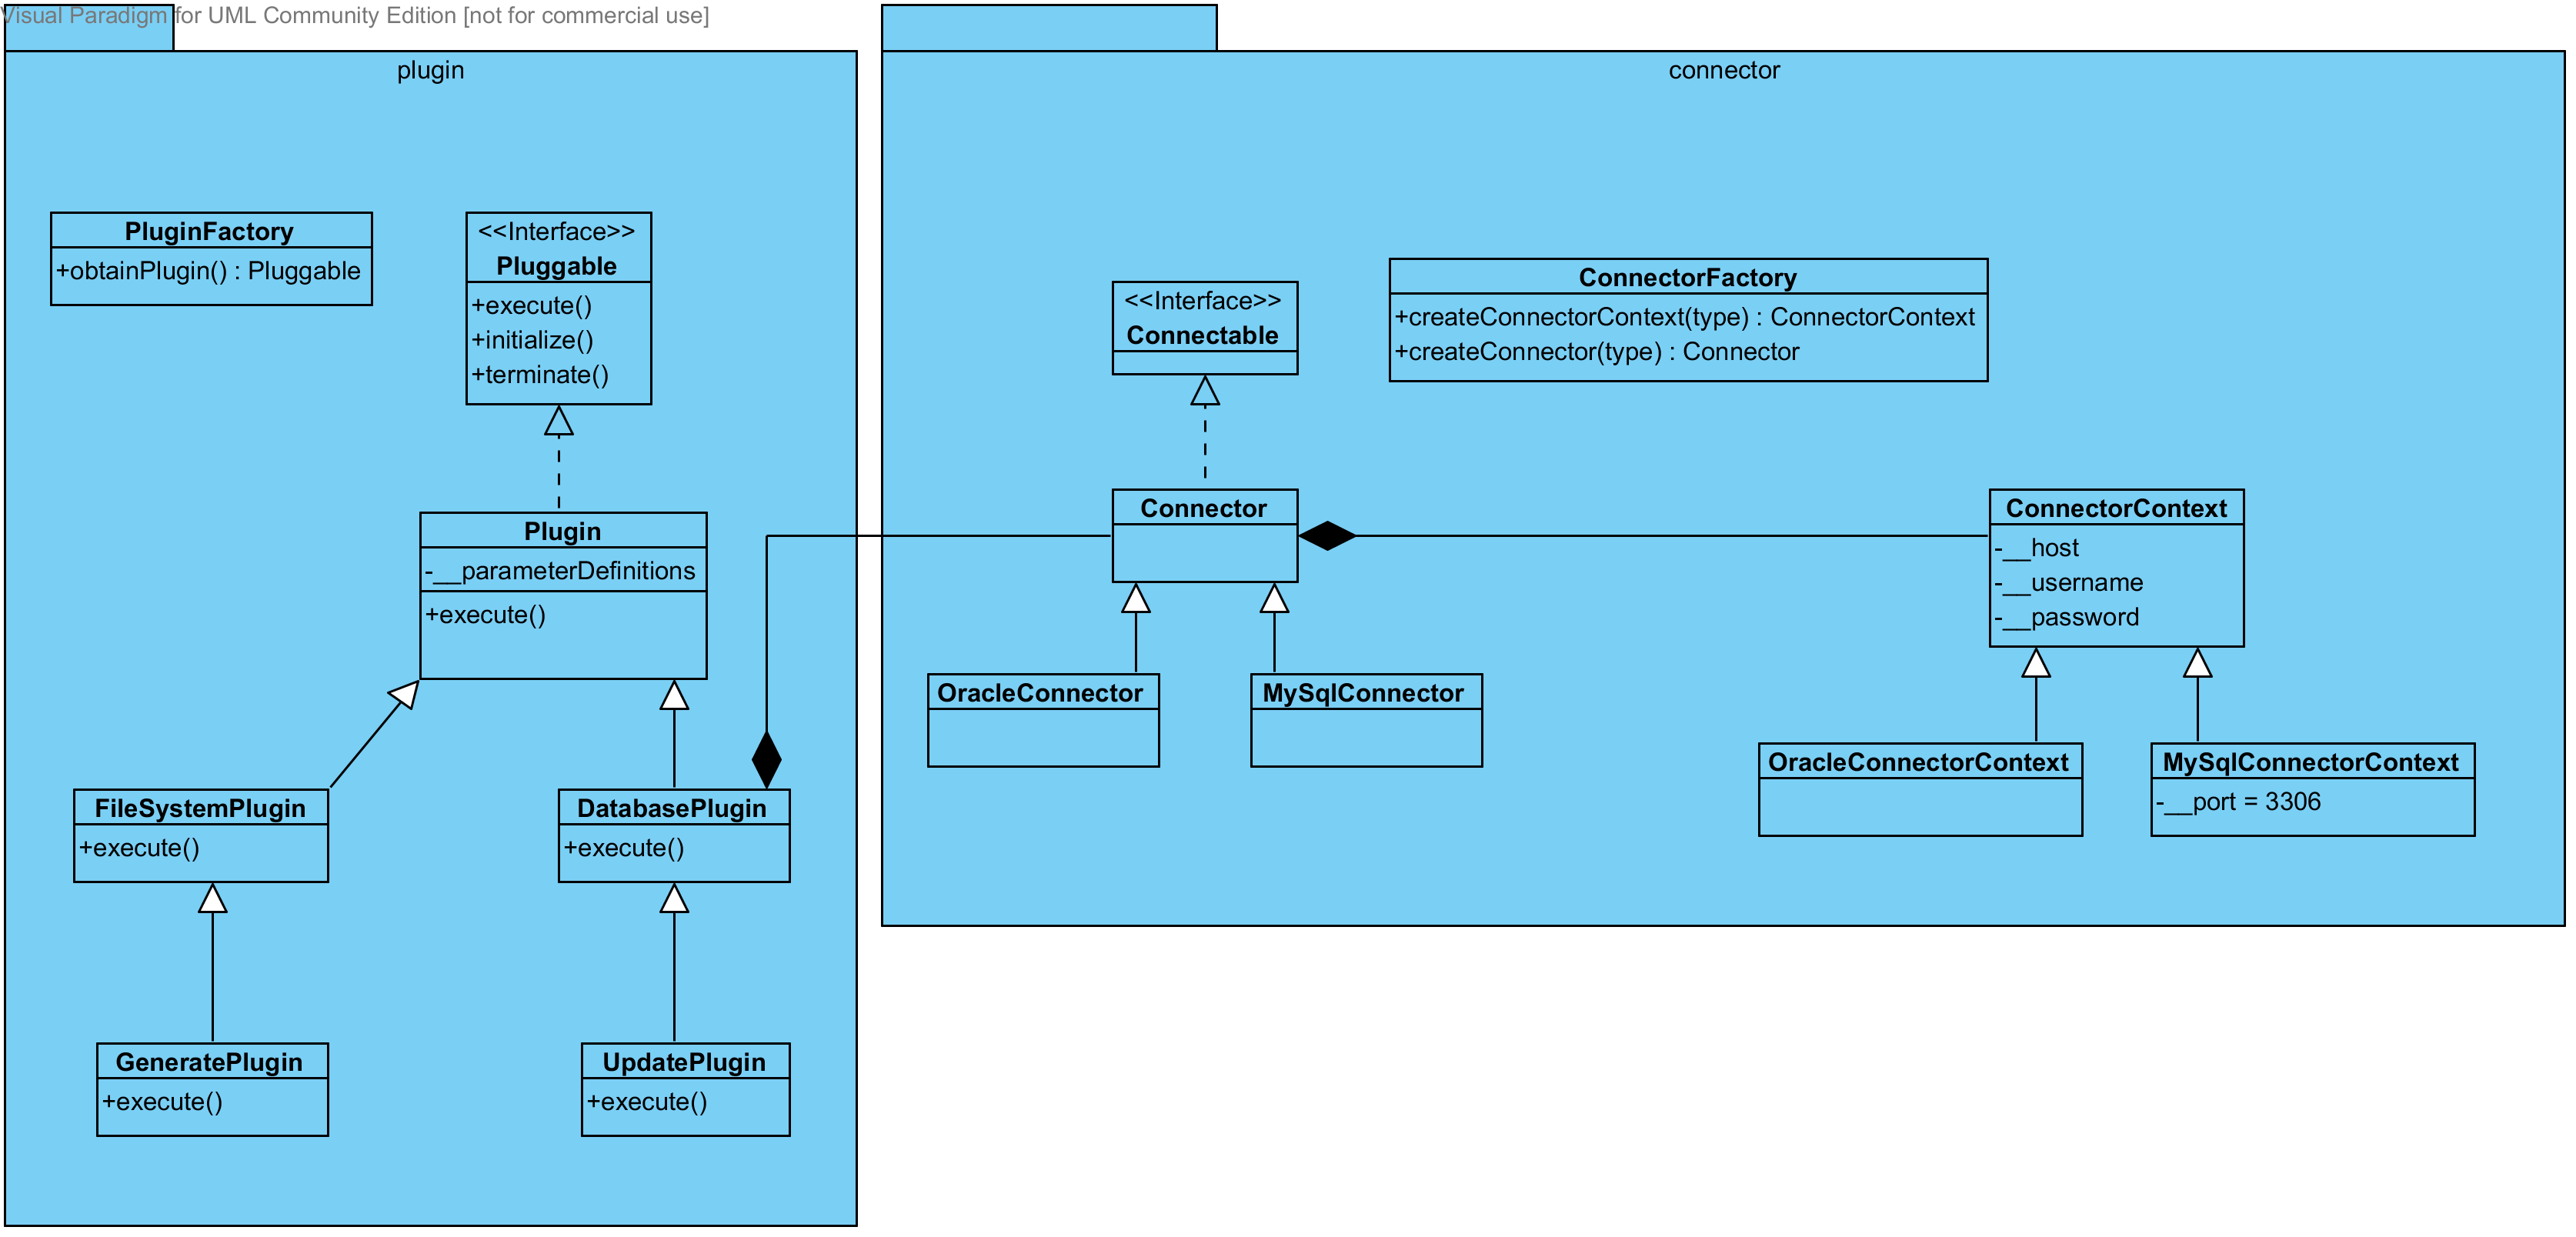 Visual Paradigm for UML Community Edition [not for commercial use]
plugin
PluginFactory
+obtainPlugin() : Pluggable
<<Interface>>
Pluggable
+execute()
+initialize()
+terminate()
Plugin
-__parameterDefinitions
+execute()
FileSystemPlugin
+execute()
DatabasePlugin
+execute()
GeneratePlugin
+execute()
UpdatePlugin
+execute()
connector
<<Interface>>
Connectable
ConnectorFactory
+createConnectorContext(type) : ConnectorContext
+createConnector(type) : Connector
Connector
ConnectorContext
-__host
-__username
-__password
OracleConnector
MySqlConnector
OracleConnectorContext
MySqlConnectorContext
-__port = 3306